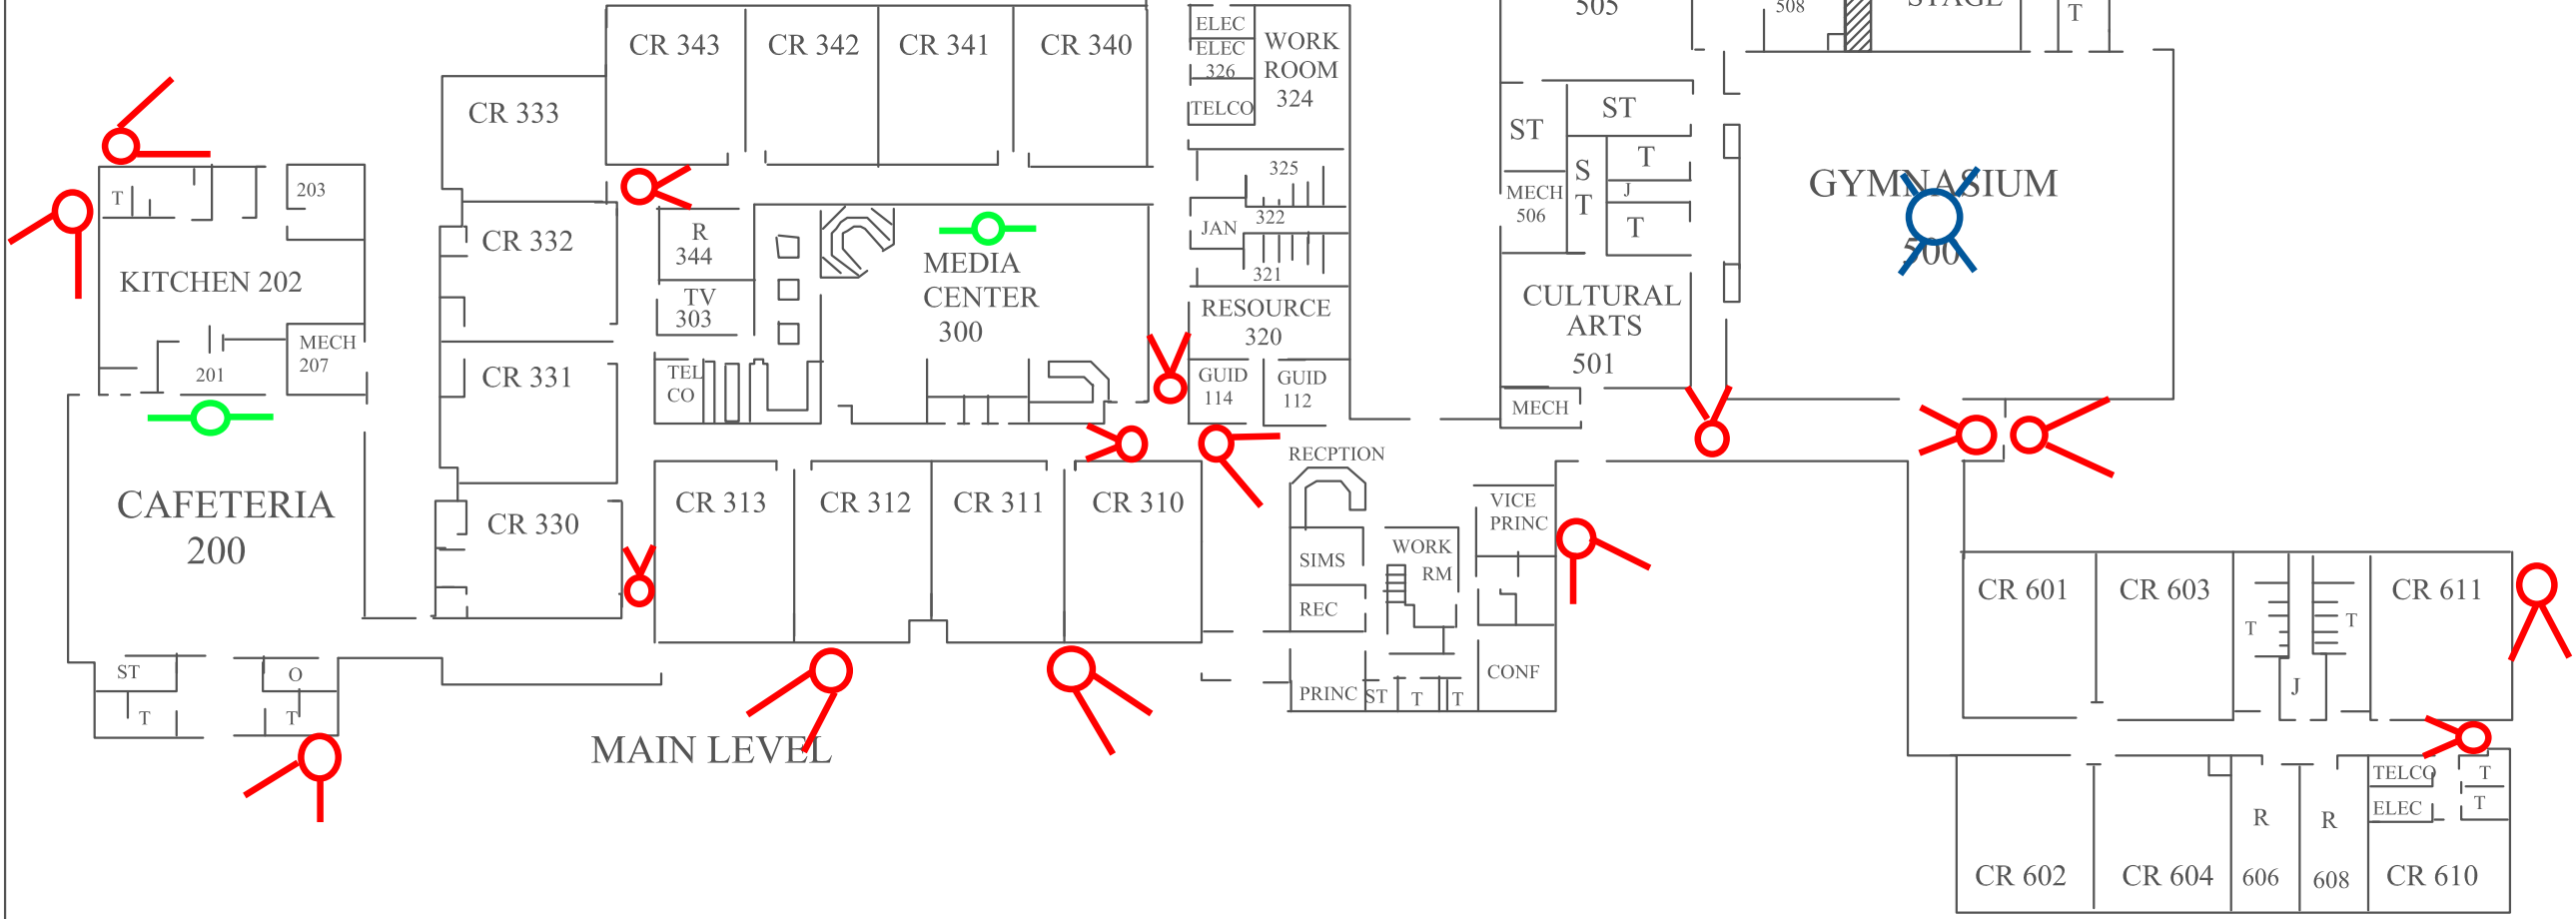 505
508
STAGE
T
CR 343
CR 342
CR 341
CR 340
ELEC
ELEC
326
TELCO
WORK
ROOM
324
CR 333
ST
ST
S
T
T
J
T
MECH
506
GYMNASIUM
500
T
203
325
322
JAN
321
CR 332
R
344
TV
303
MEDIA
CENTER
300
KITCHEN 202
RESOURCE
320
CULTURAL
ARTS
501
MECH
207
201
CR 331
TEL
CO
GUID
114
GUID
112
MECH
RECPTION
CAFETERIA
200
CR 330
CR 313
CR 312
CR 311
CR 310
VICE
PRINC
SIMS
WORK
RM
REC
CR 601
CR 603
T
T
CR 611
J
ST
O
T
T
PRINC
ST
T
T
CONF
MAIN LEVEL
TELCO
T
ELEC
T
R
R
CR 602
CR 604
606
608
CR 610